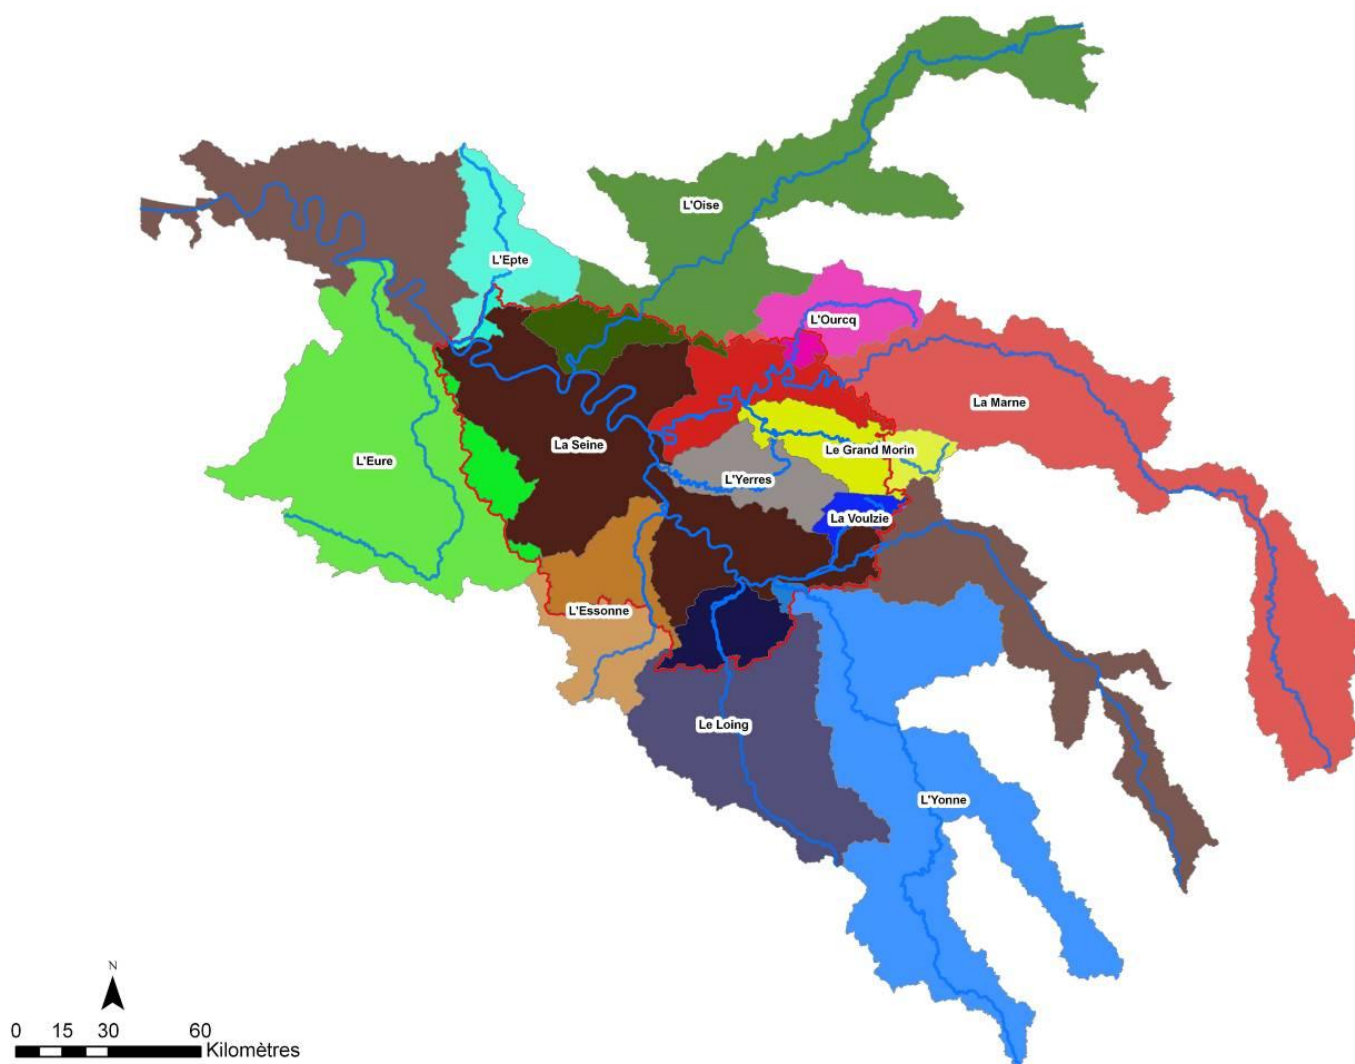 L'Oise
L'Epte
L'Ourcq
La Marne
La Seine
Le Grand Morin
L'Eure
L'Yerres
La Voulzie
L'Essonne
Le Loing
L'Yonne
N
0 15 30 60
Kilomètres